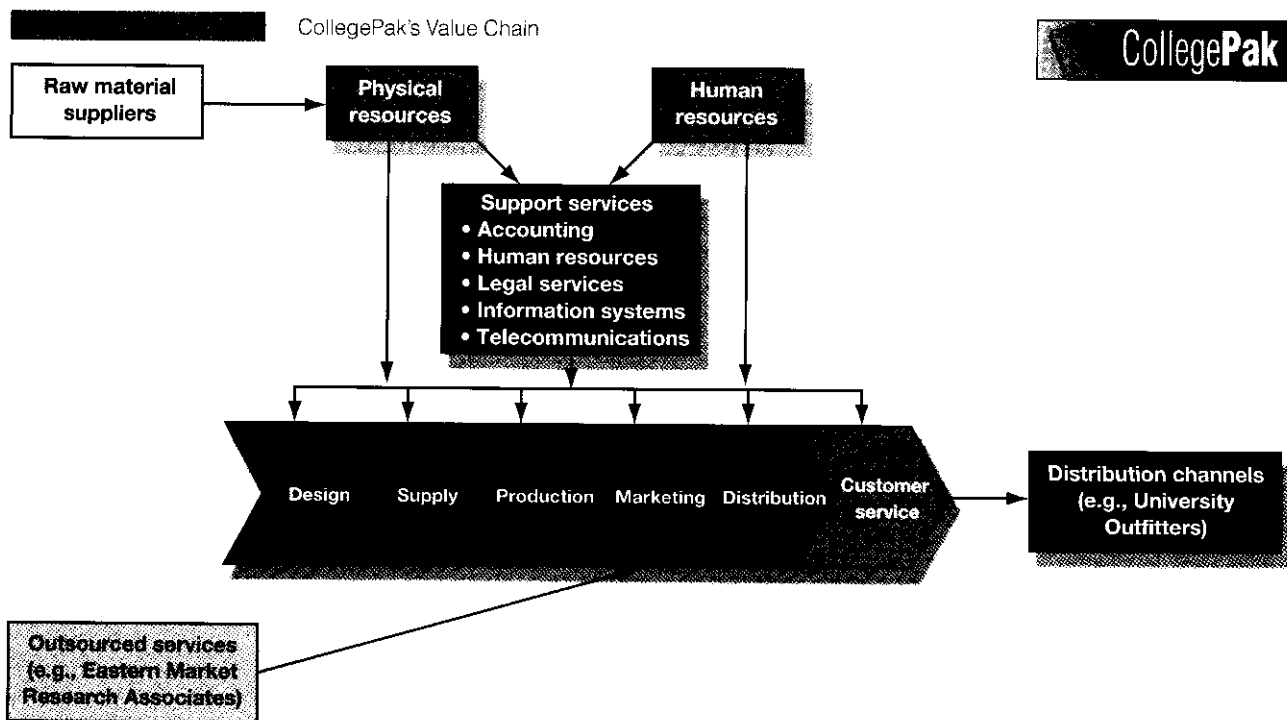 CollegePak's Value Chain
CollegePak
Raw material
suppliers
Physical
resources
Human
resources
Support services
• Accounting
• Human resources
• Legal services
• Information systems
• Telecommunications
Design
Supply
Production
Marketing
Distribution
Customer
service
Distribution channels
(e.g., University
Outfitters)
Outsourced services
(e.g., Eastern Market
Research Associates)